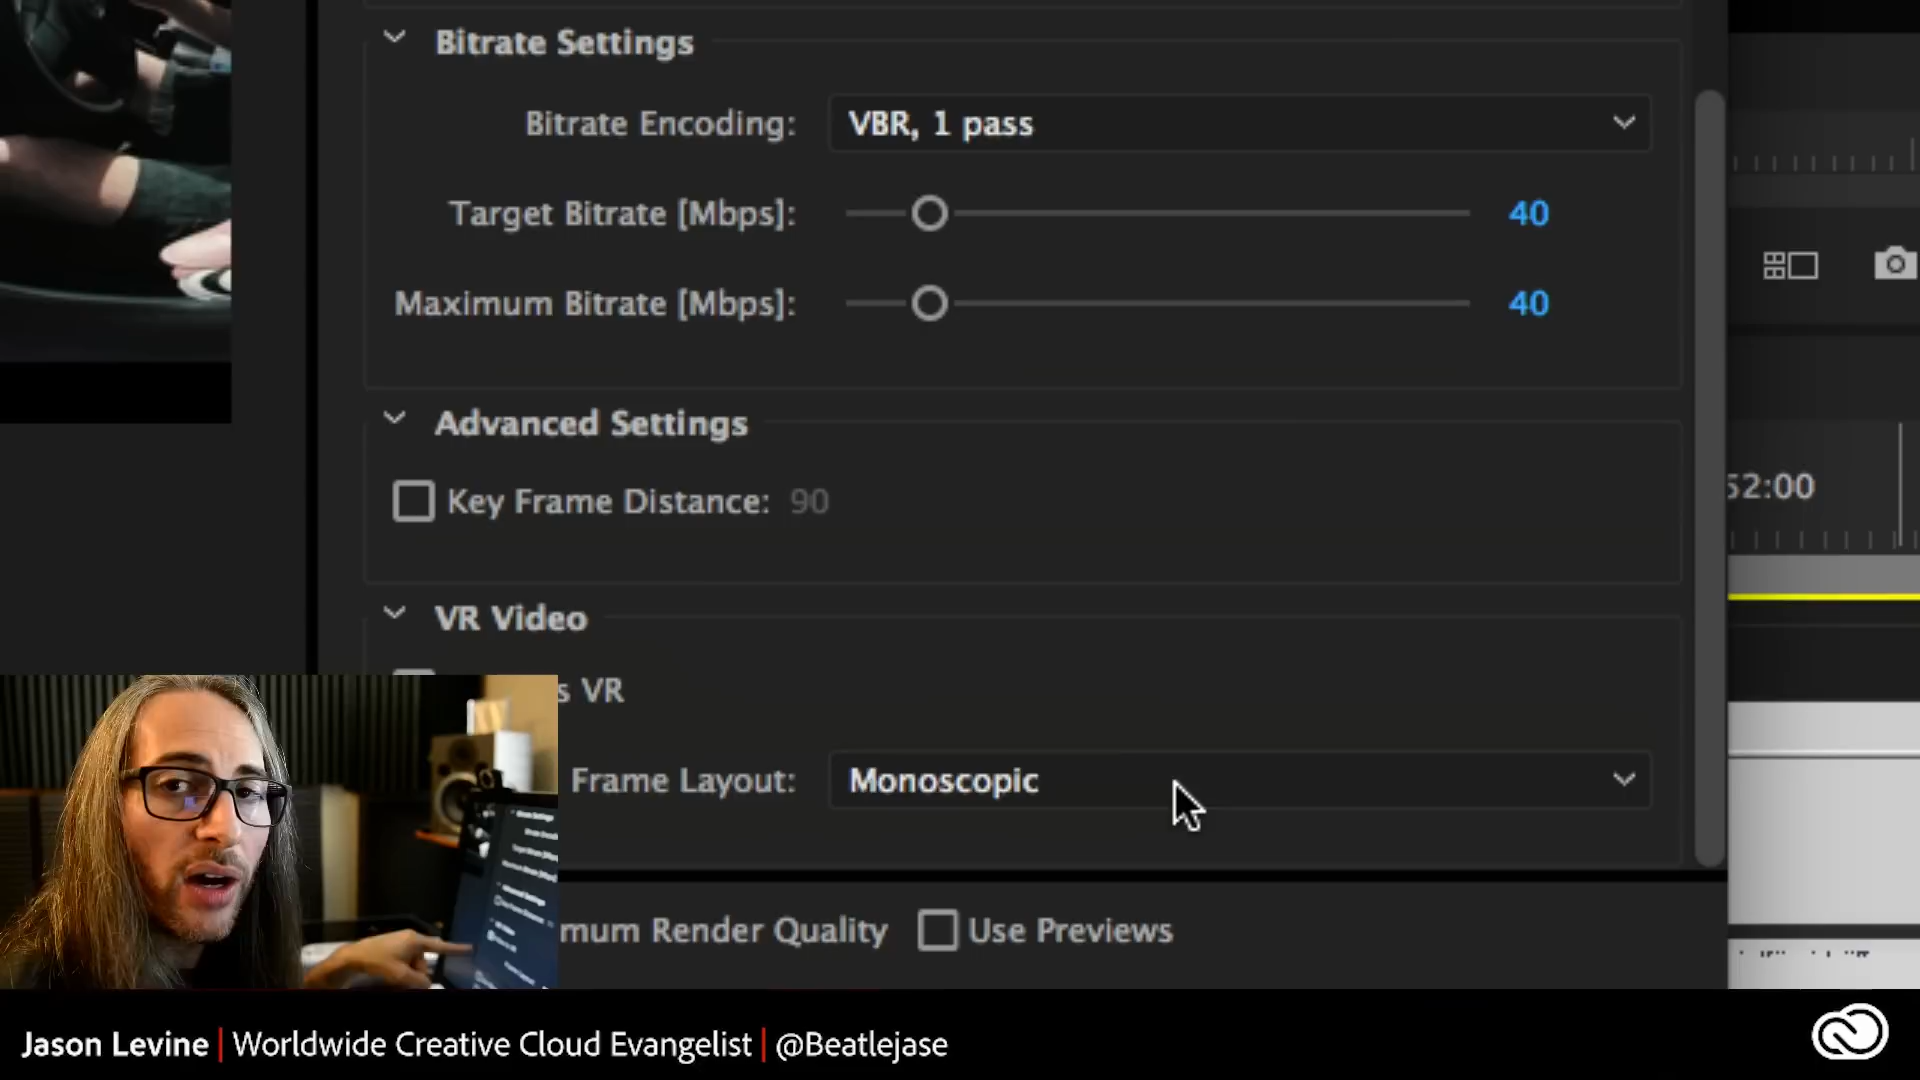 Bitrate Settings
Bitrate Encoding: VBR, 1 pass
Target Bitrate [Mbps]: 40
Maximum Bitrate [Mbps]: 40
Advanced Settings
Key Frame Distance: 90
52:00
VR Video
s VR
Frame Layout: Monoscopic
mum Render Quality Use Previews
Jason Levine | Worldwide Creative Cloud Evangelist | @Beatlejase